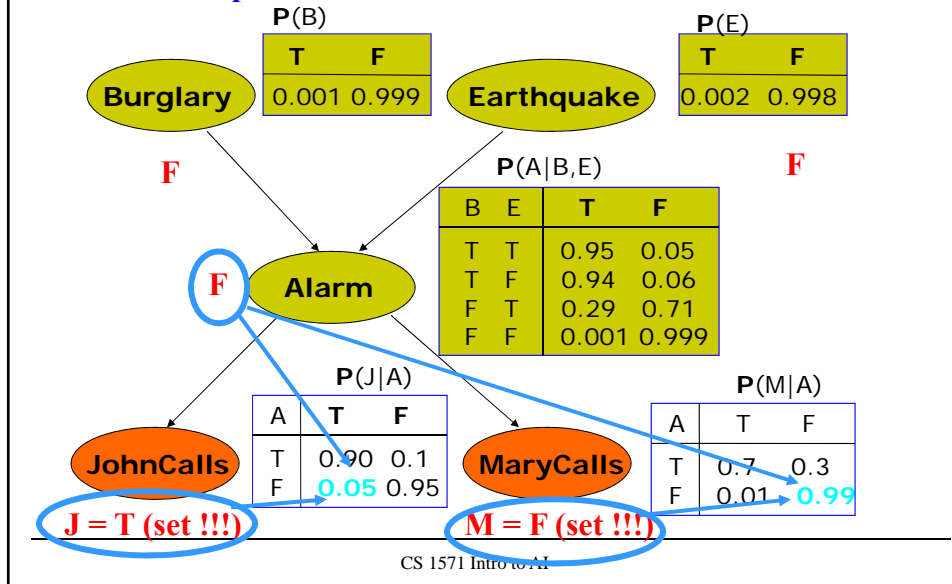 P(B)
T F
0.001 0.999
Burglary
P(E)
T F
0.002 0.998
Earthquake
F
F
P(A|B,E)
B E T F
T T 0.95 0.05
T F 0.94 0.06
F T 0.29 0.71
F F 0.001 0.999
F
Alarm
P(J|A)
A T F
T 0.90 0.1
F 0.05 0.95
JohnCalls
J = T (set !!!)
P(M|A)
A T F
T 0.7 0.3
F 0.01 0.99
MaryCalls
M = F (set !!!)
CS 1571 Intro to AI